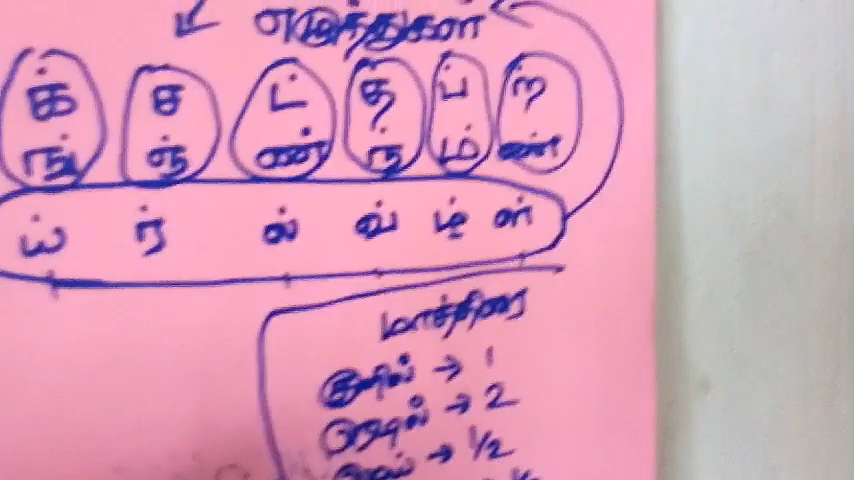 எழுத்துகள்
க் ச ட் த் ப் ற்
ங் ஞ் ண் ந் ம் ன்
ய் ர் ல் வ் ழ் ள்
மாத்திரை
குறில் → 1
நெடில் → 2
→ 1/2